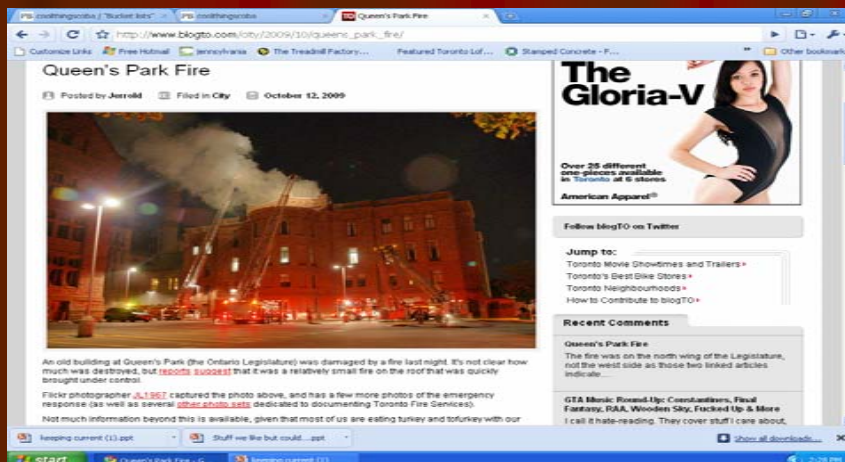 coolthingscoba / "Bucket lists"
coolthingscoba
Queen's Park Fire
http://www.blogto.com/city/2009/10/queens_park_fire/
Customize Links
Free Hotmail
jennsylvania
The Treadmill Factory...
Featured Toronto Lof...
Stamped Concrete - F...
Other bookmark
Queen's Park Fire
Posted by Jerrold
Filed in City
October 12, 2009
The
Gloria-V
Over 25 different
one-pieces available
in Toronto at 6 stores
American Apparel®
Follow blogTO on Twitter
Jump to:
Toronto Movie Showtimes and Trailers
Toronto's Best Bike Stores
Toronto Neighbourhoods
How to Contribute to blogTO
Recent Comments
Queen's Park Fire
The fire was on the north wing of the Legislature,
not the west side as those two linked articles
indicate....
GTA Music Round-Up: Constantines, Final
Fantasy, RAA, Wooden Sky, Fucked Up & More
I call it hate-reading. They cover stuff I care about,
An old building at Queen's Park (the Ontario Legislature) was damaged by a fire last night. It's not clear how
much was destroyed, but reports suggest that it was a relatively small fire on the roof that was quickly
brought under control.
Flickr photographer JL1967 captured the photo above, and has a few more photos of the emergency
response (as well as several other photo sets dedicated to documenting Toronto Fire Services).
Not much information beyond this is available, given that most of us are eating turkey and tofurkey with our
keeping current (1).ppt
Stuff we like but could....ppt
Show all downloads...
start
Queen's Park Fire - G...
keeping current (1)
2:28 PM